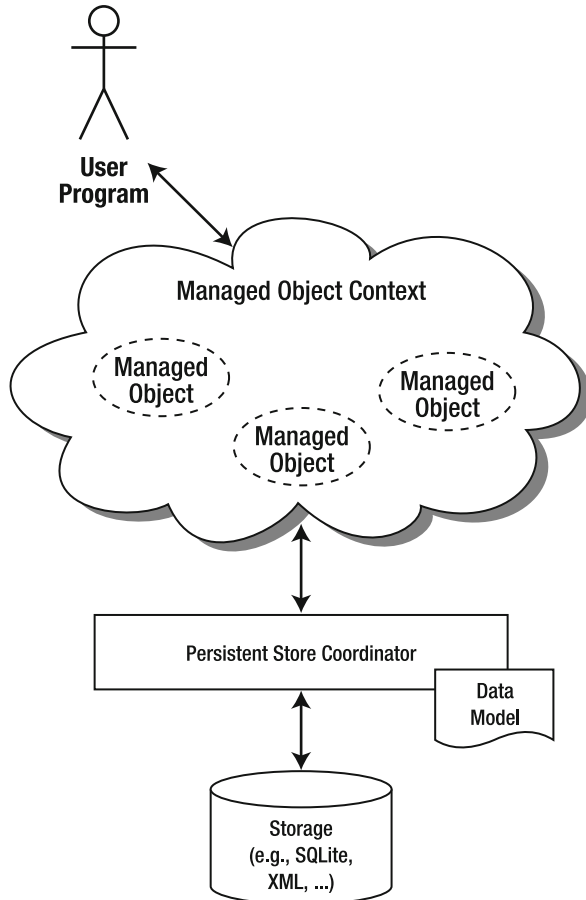 User
Program
Managed Object Context
Managed
Object
Managed
Object
Managed
Object
Persistent Store Coordinator
Data
Model
Storage
(e.g., SQLite,
XML, ...)